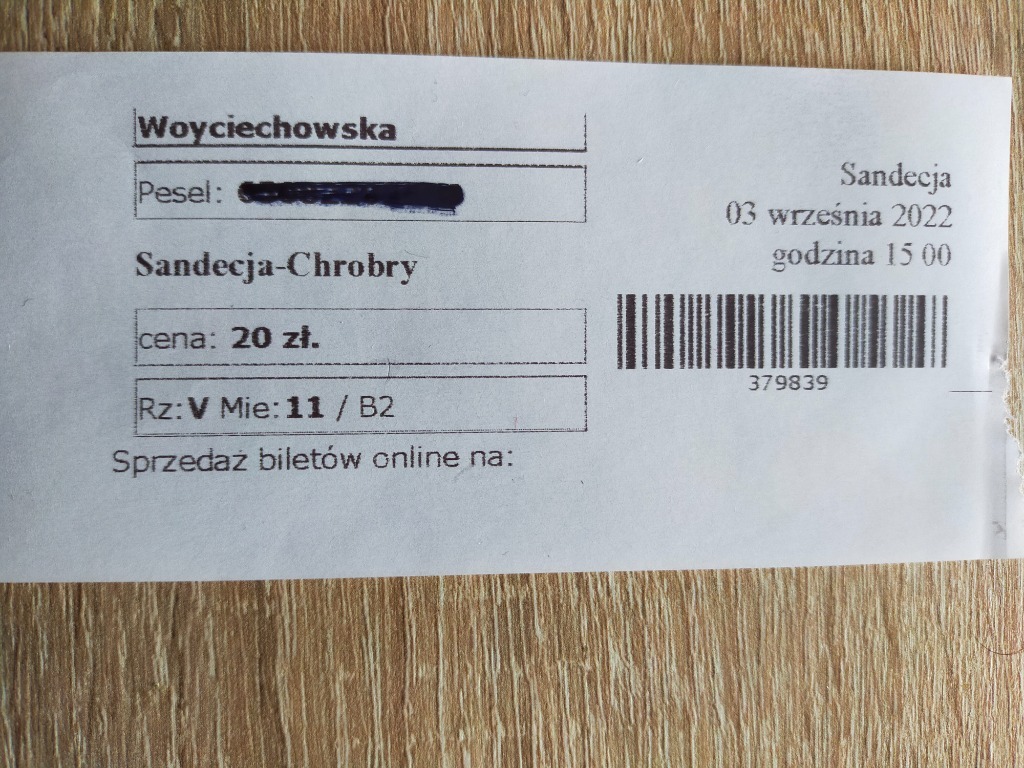 Woyciechowska
Pesel:
Sandecja-Chrobry
cena: 20 zł.
Rz: V Mie: 11 / B2
Sprzedaż biletów online na:
Sandecja
03 września 2022
godzina 15 00
379839